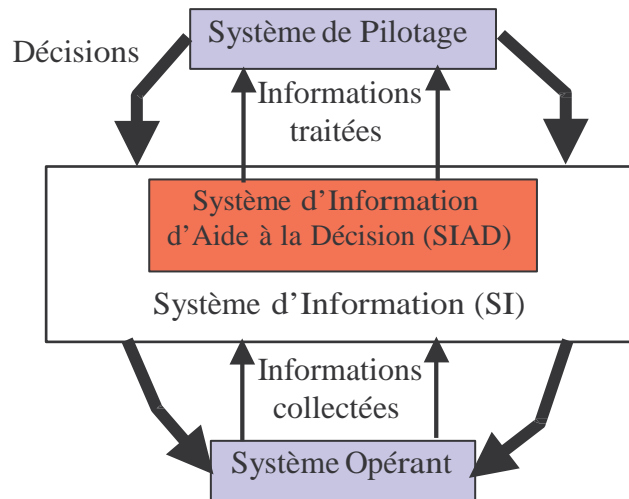 Système de Pilotage
Décisions
Informations
traitées
Système d'Information
d'Aide à la Décision (SIAD)
Système d'Information (SI)
Informations
collectées
Système Opérant